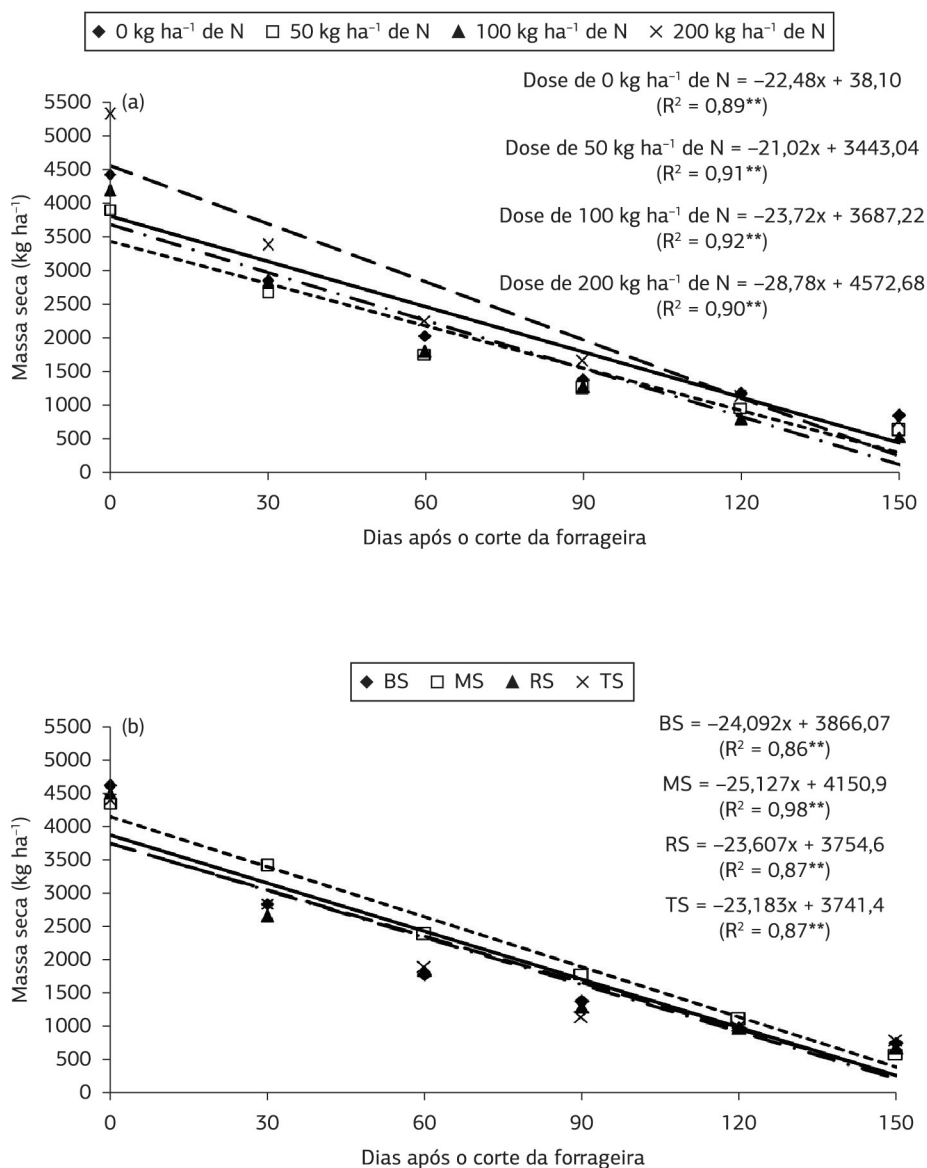 ◆ 0 kg ha⁻¹ de N □ 50 kg ha⁻¹ de N ▲ 100 kg ha⁻¹ de N × 200 kg ha⁻¹ de N
(a)
Dose de 0 kg ha⁻¹ de N = –22,48x + 38,10
(R² = 0,89**)
Dose de 50 kg ha⁻¹ de N = –21,02x + 3443,04
(R² = 0,91**)
Dose de 100 kg ha⁻¹ de N = –23,72x + 3687,22
(R² = 0,92**)
Dose de 200 kg ha⁻¹ de N = –28,78x + 4572,68
(R² = 0,90**)
Massa seca (kg ha⁻¹)
5500
5000
4500
4000
3500
3000
2500
2000
1500
1000
500
0
0 30 60 90 120 150
Dias após o corte da forrageira
◆ BS □ MS ▲ RS × TS
(b)
BS = –24,092x + 3866,07
(R² = 0,86**)
MS = –25,127x + 4150,9
(R² = 0,98**)
RS = –23,607x + 3754,6
(R² = 0,87**)
TS = –23,183x + 3741,4
(R² = 0,87**)
Massa seca (kg ha⁻¹)
5500
5000
4500
4000
3500
3000
2500
2000
1500
1000
500
0
0 30 60 90 120 150
Dias após o corte da forrageira